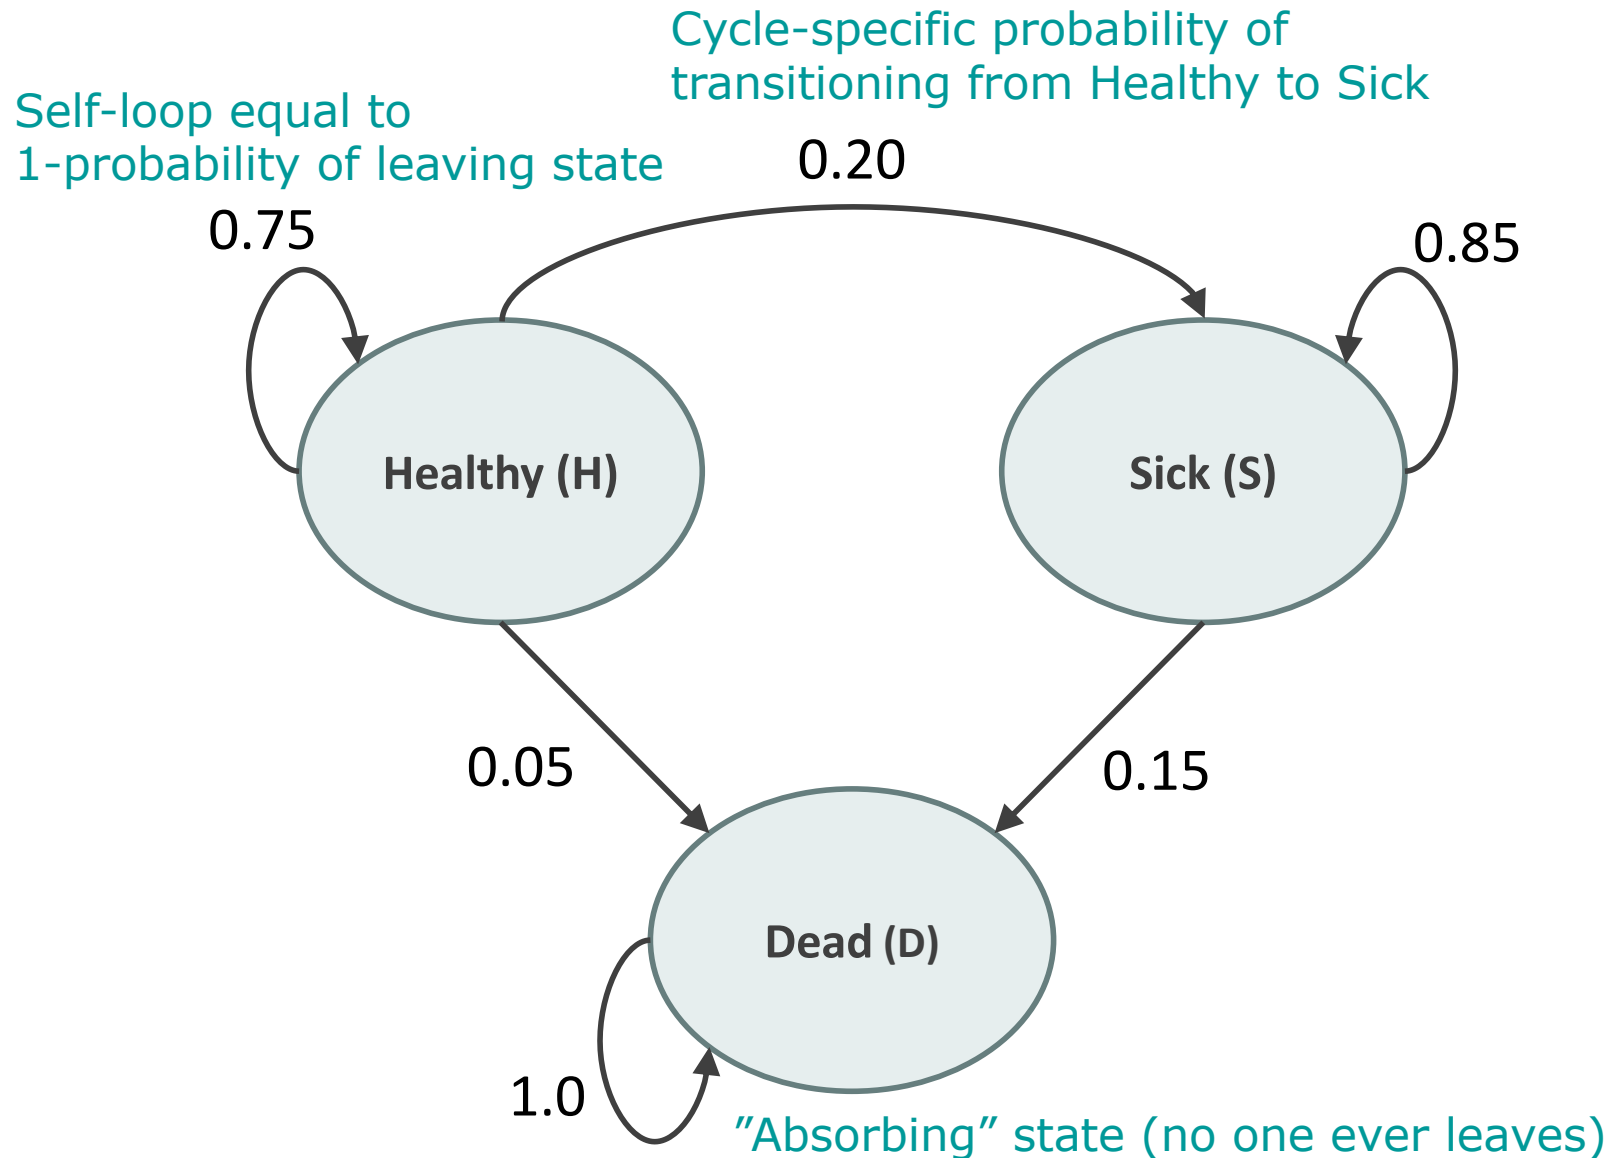 Cycle-specific probability of
transitioning from Healthy to Sick
Self-loop equal to
1-probability of leaving state
0.20
0.75
0.85
Healthy (H)
Sick (S)
0.05
0.15
Dead (D)
1.0
”Absorbing” state (no one ever leaves)